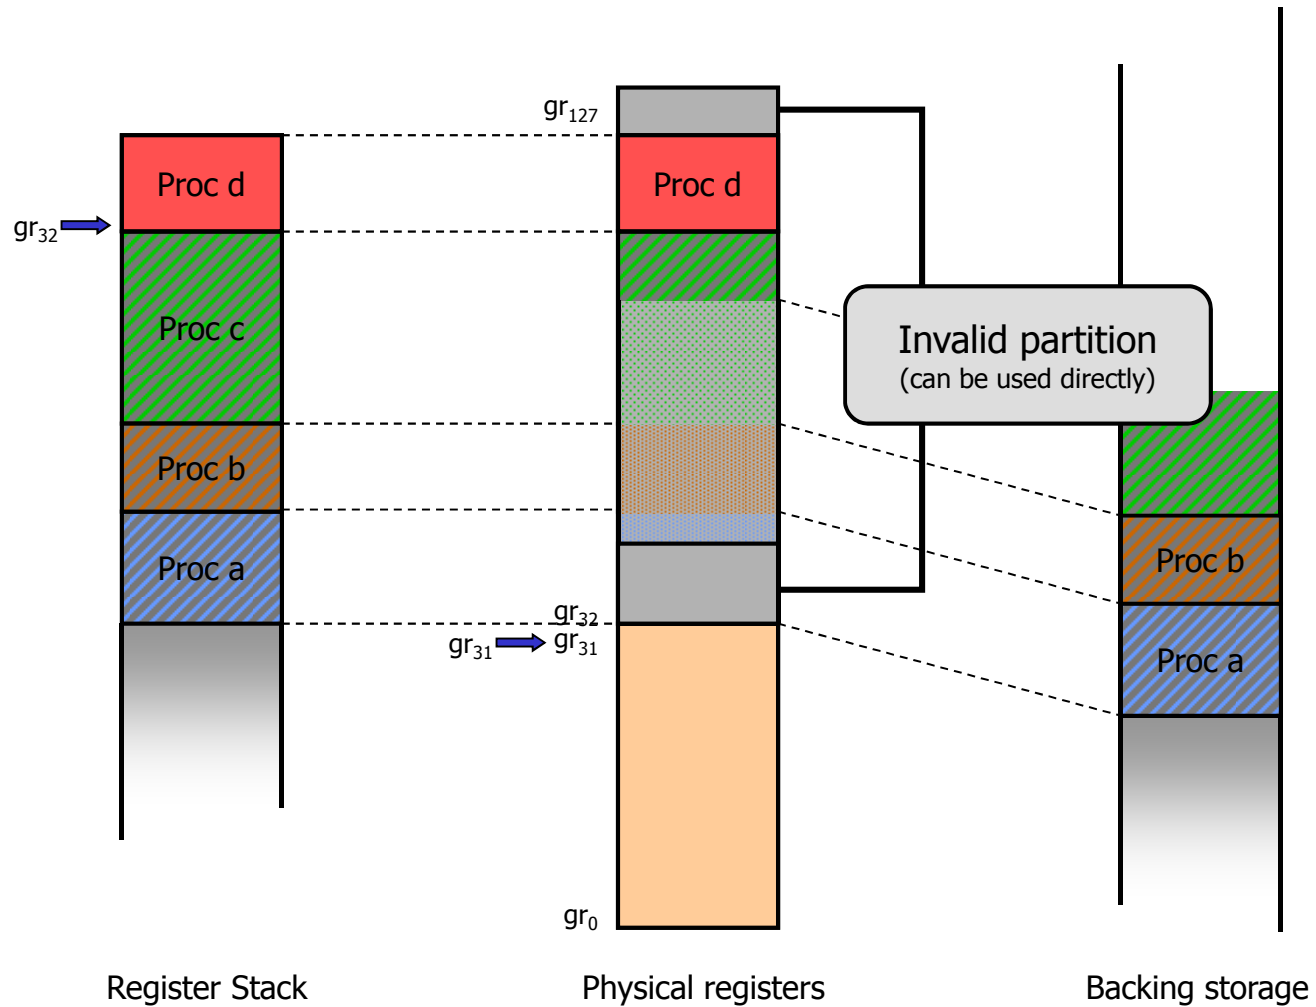 gr127
Proc d
Proc d
gr32
Proc c
Invalid partition
(can be used directly)
Proc b
Proc b
Proc a
gr32
gr31
gr31
Proc a
gr0
Register Stack
Physical registers
Backing storage